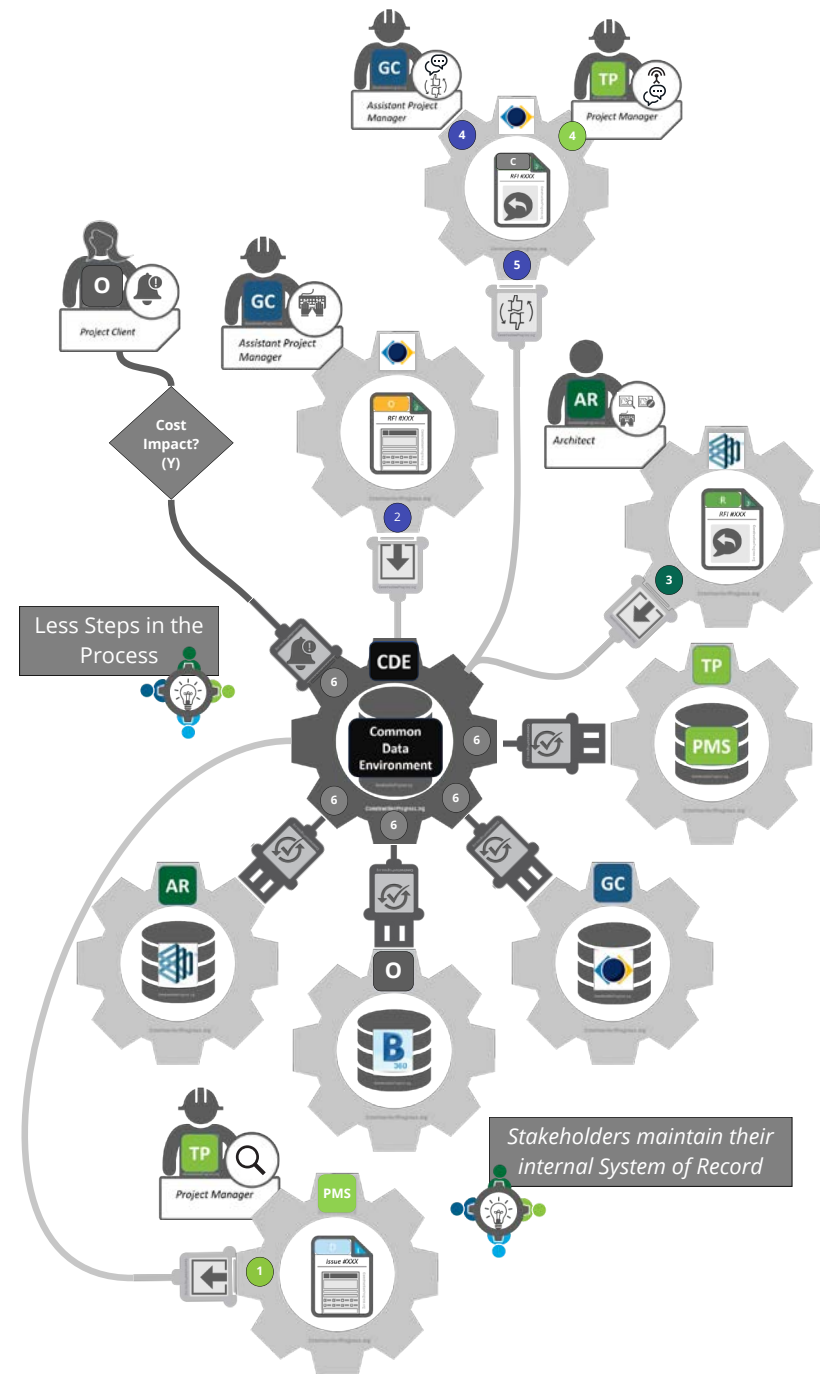 GC
Assistant Project
Manager
TP
Project Manager
4
4
C
RFI #XXX
5
O
Project Client
GC
Assistant Project
Manager
Cost
Impact?
(Y)
O
RFI #XXX
2
AR
Architect
R
RFI #XXX
3
Less Steps in the
Process
CDE
6
Common
Data
Environment
6
6
6
6
ConstructionProgress.org
TP
PMS
AR
GC
O
B
360
TP
Project Manager
Stakeholders maintain their
internal System of Record
PMS
1
Issue #XXX